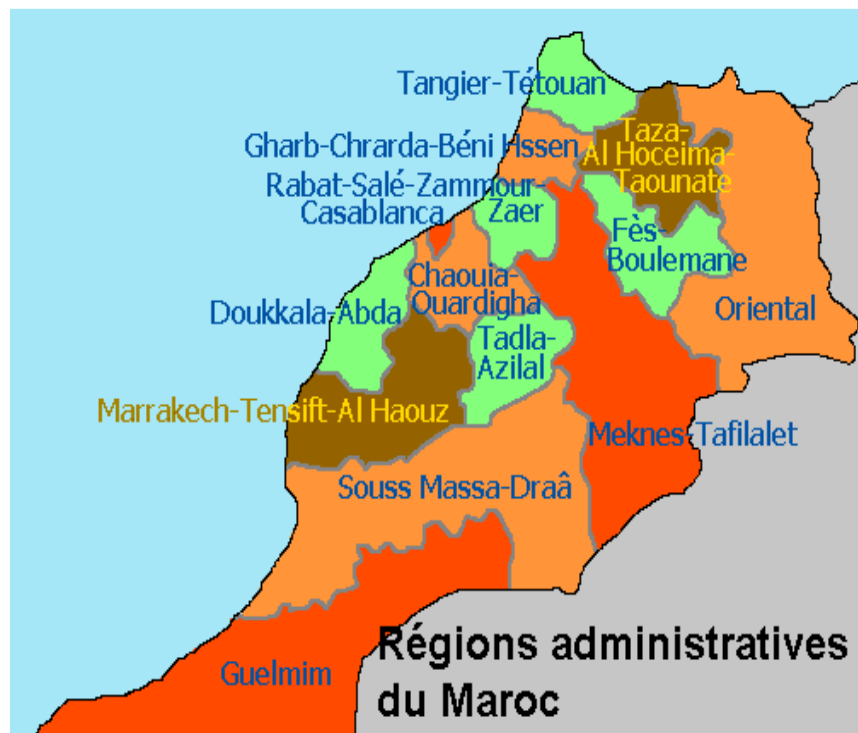 Tangier-Tétouan
Gharb-Chrarda-Béni Hssen
Taza-
Al Hoceima-
Taounate
Rabat-Salé-Zammour-
Zaer
Casablanca
Fès-
Boulemane
Chaouia-
Ouardigha
Doukkala-Abda
Oriental
Tadla-
Azilal
Marrakech-Tensift-Al Haouz
Meknes-Tafilalet
Souss Massa-Draâ
Guelmim
Régions administratives
du Maroc